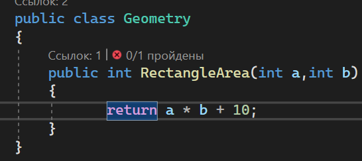 Ссылок: 2
public class Geometry
{
Ссылок: 1 | 0/1 пройдены
public int RectangleArea(int a,int b)
{
return a * b + 10;
}
}